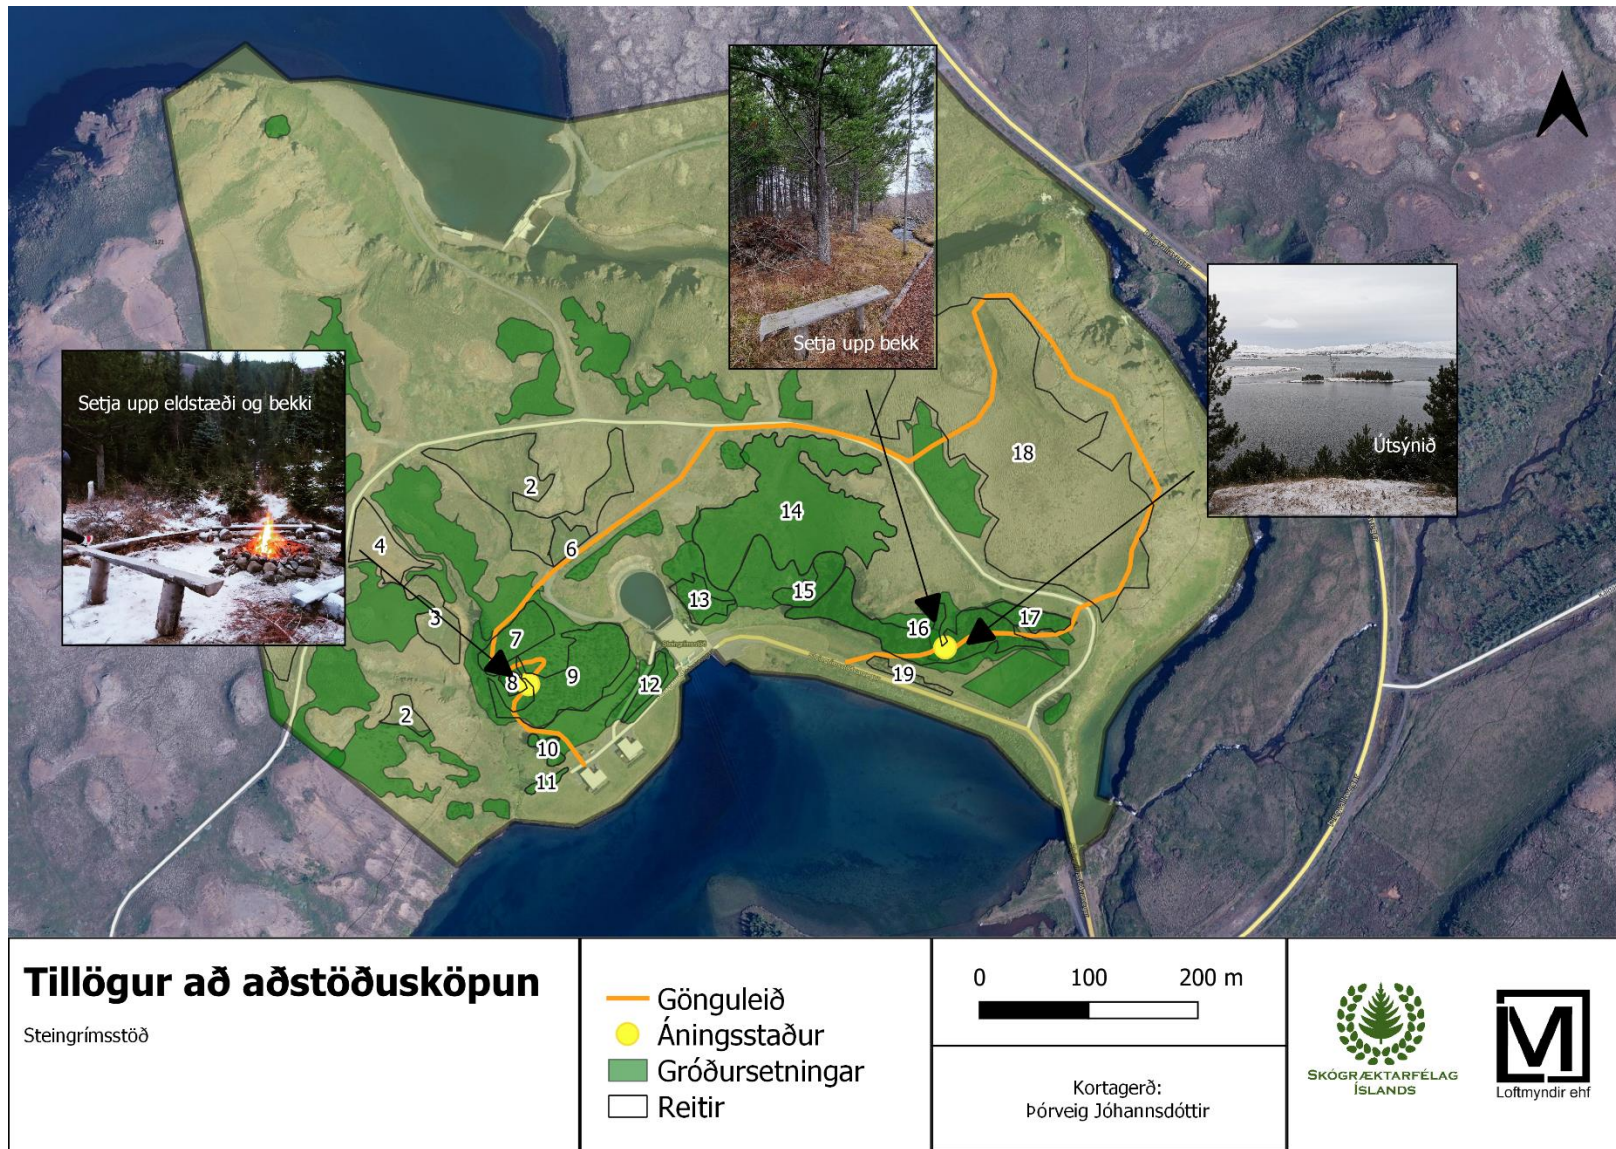 Setja upp bekk
Útsýnið
Setja upp eldstæði og bekki
18
2
14
6
4
13
15
3
16
17
7
9
19
8
12
2
10
11
Steingrímsstöð
Tillögur að aðstöðusköpun
Steingrímsstöð
Gönguleið
Áningsstaður
Gróðursetningar
Reitir
0 100 200 m
Kortagerð:
Þórveig Jóhannsdóttir
SKÓGRÆKTARFÉLAG
ÍSLANDS
M
Loftmyndir ehf